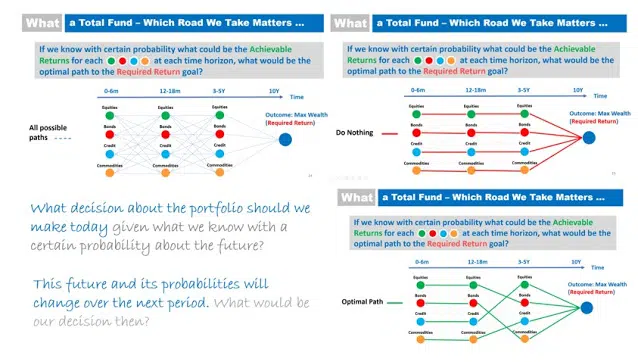 What a Total Fund – Which Road We Take Matters ...
If we know with certain probability what could be the Achievable
Returns for each at each time horizon, what would be the
optimal path to the Required Return goal?
0-6m 12-18m 3-5Y 10Y Time
Equities Equities Equities
Outcome: Max Wealth
(Required Return)
All possible
paths
Bonds Bonds Bonds
Credit Credit Credit
Commodities Commodities Commodities
What a Total Fund – Which Road We Take Matters ...
If we know with certain probability what could be the Achievable
Returns for each at each time horizon, what would be the
optimal path to the Required Return goal?
0-6m 12-18m 3-5Y 10Y Time
Equities Equities Equities
Outcome: Max Wealth
(Required Return)
Do Nothing
Bonds Bonds Bonds
Credit Credit Credit
Commodities Commodities Commodities
What decision about the portfolio should we
make today given what we know with a
certain probability about the future?
This future and its probabilities will
change over the next period. What would be
our decision then?
What a Total Fund – Which Road We Take Matters ...
If we know with certain probability what could be the Achievable
Returns for each at each time horizon, what would be the
optimal path to the Required Return goal?
0-6m 12-18m 3-5Y 10Y Time
Equities Equities Equities
Outcome: Max Wealth
(Required Return)
Optimal Path
Bonds Bonds Bonds
Credit Credit Credit
Commodities Commodities Commodities